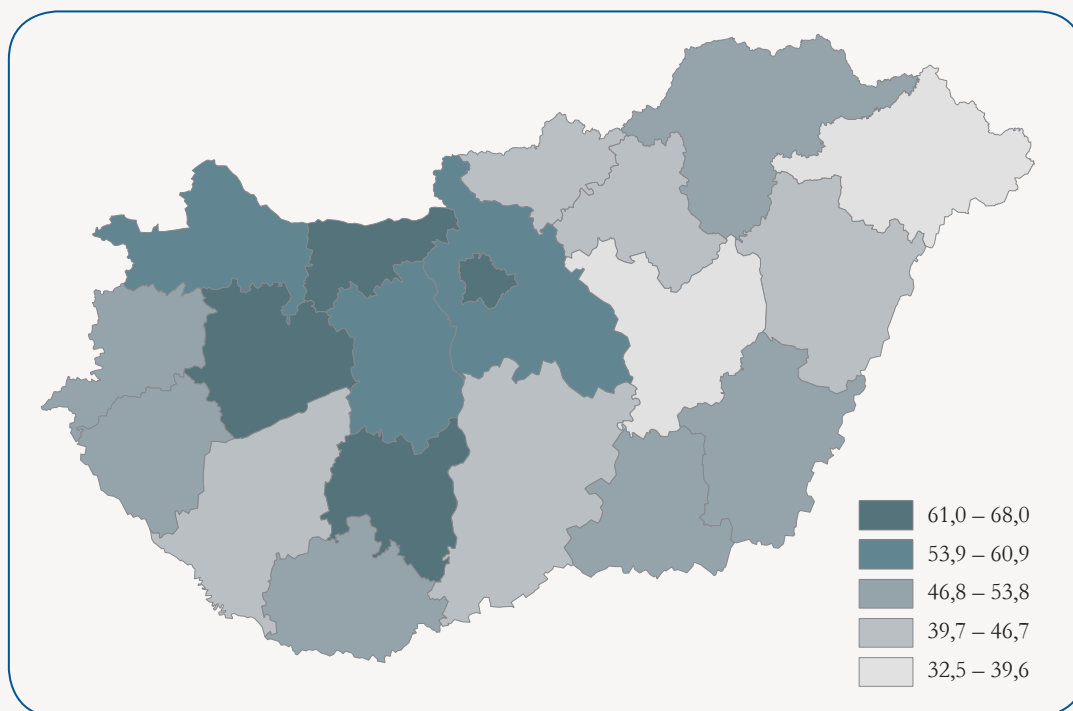 61,0 – 68,0
53,9 – 60,9
46,8 – 53,8
39,7 – 46,7
32,5 – 39,6